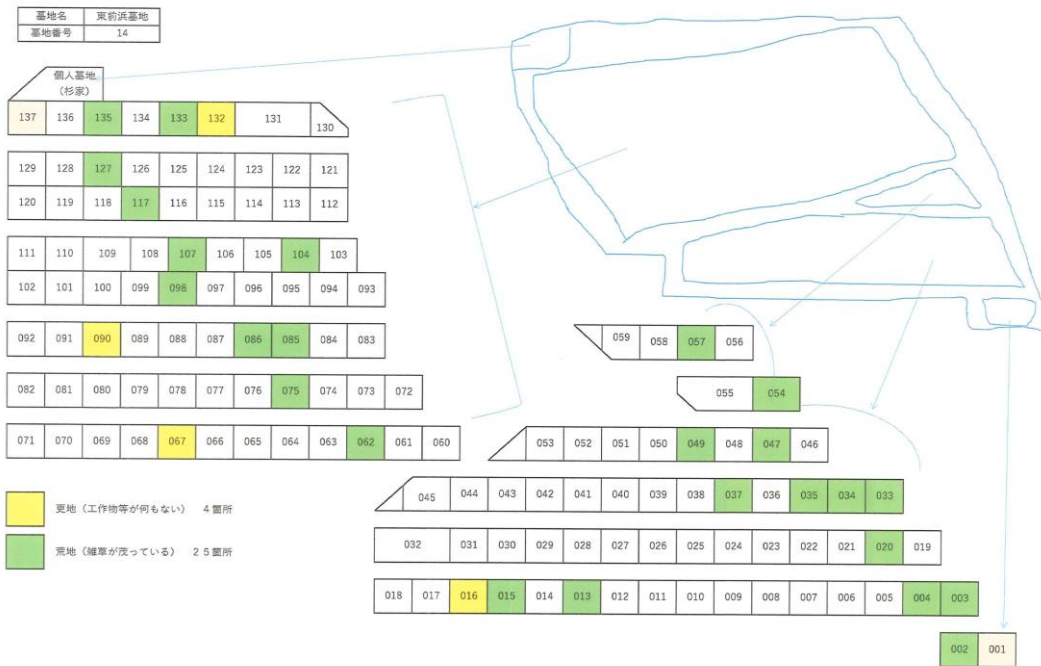 墓地名 東前浜墓地
墓地番号 14
個人墓地
（杉家）
137 136 135 134 133 132 131 130
129 128 127 126 125 124 123 122 121
120 119 118 117 116 115 114 113 112
111 110 109 108 107 106 105 104 103
102 101 100 099 098 097 096 095 094 093
092 091 090 089 088 087 086 085 084 083
082 081 080 079 078 077 076 075 074 073 072
071 070 069 068 067 066 065 064 063 062 061 060
059 058 057 056
055 054
053 052 051 050 049 048 047 046
045 044 043 042 041 040 039 038 037 036 035 034 033
032 031 030 029 028 027 026 025 024 023 022 021 020 019
018 017 016 015 014 013 012 011 010 009 008 007 006 005 004 003
002 001
更地（工作物等が何もない） 4箇所
荒地（雑草が茂っている） 25箇所